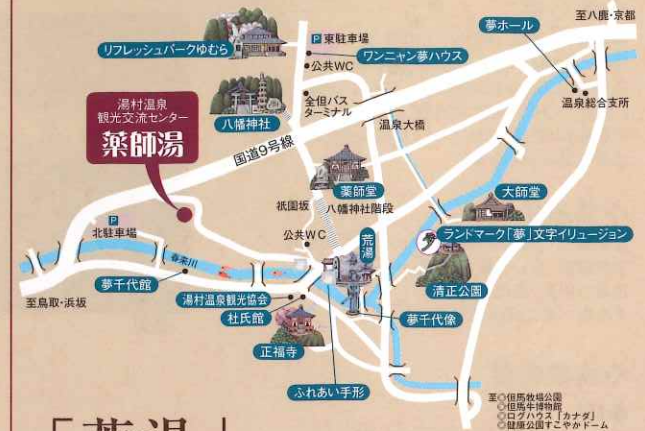 至八鹿・京都
夢ホール
P 東駐車場
リフレッシュパークゆむら
ワンニャン夢ハウス
公共WC
温泉総合支所
湯村温泉
観光交流センター
薬師湯
八幡神社
全但バス
ターミナル
温泉大橋
国道9号線
薬師堂
大師堂
祇園坂
八幡神社階段
P
北駐車場
公共WC
荒湯
夢
ランドマーク「夢」文字イリュージョン
春来川
清正公園
夢千代館
至鳥取・浜坂
湯村温泉観光協会
杜氏館
夢千代像
正福寺
ふれあい手形
至◎但馬牧場公園
◎但馬牛博物館
◎ログハウス「カナダ」
◎健康公園すこやかドーム
「薬湯」